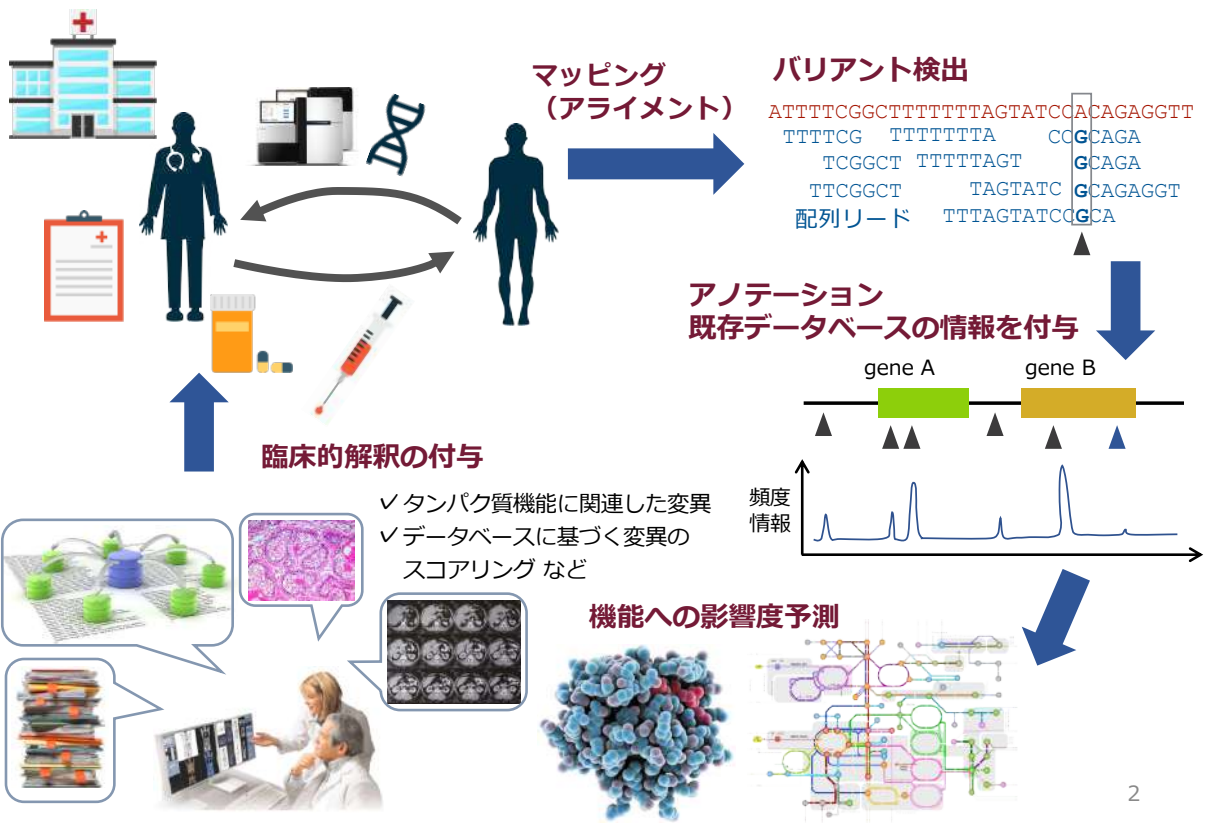 マッピング
（アライメント）
バリアント検出
ATTTTCGGCTTTTTTTAGTATCCACAGAGGTT
TTTTCG TTTTTTTA CCGCAGA
TCGGCT TTTTTAGT GCAGA
TTCGGCT TAGTATC GCAGAGGT
配列リード TTTAGTATCCGCA
アノテーション
既存データベースの情報を付与
gene A gene B
頻度
情報
臨床的解釈の付与
✓ タンパク質機能に関連した変異
✓ データベースに基づく変異の
スコアリング など
機能への影響度予測
2